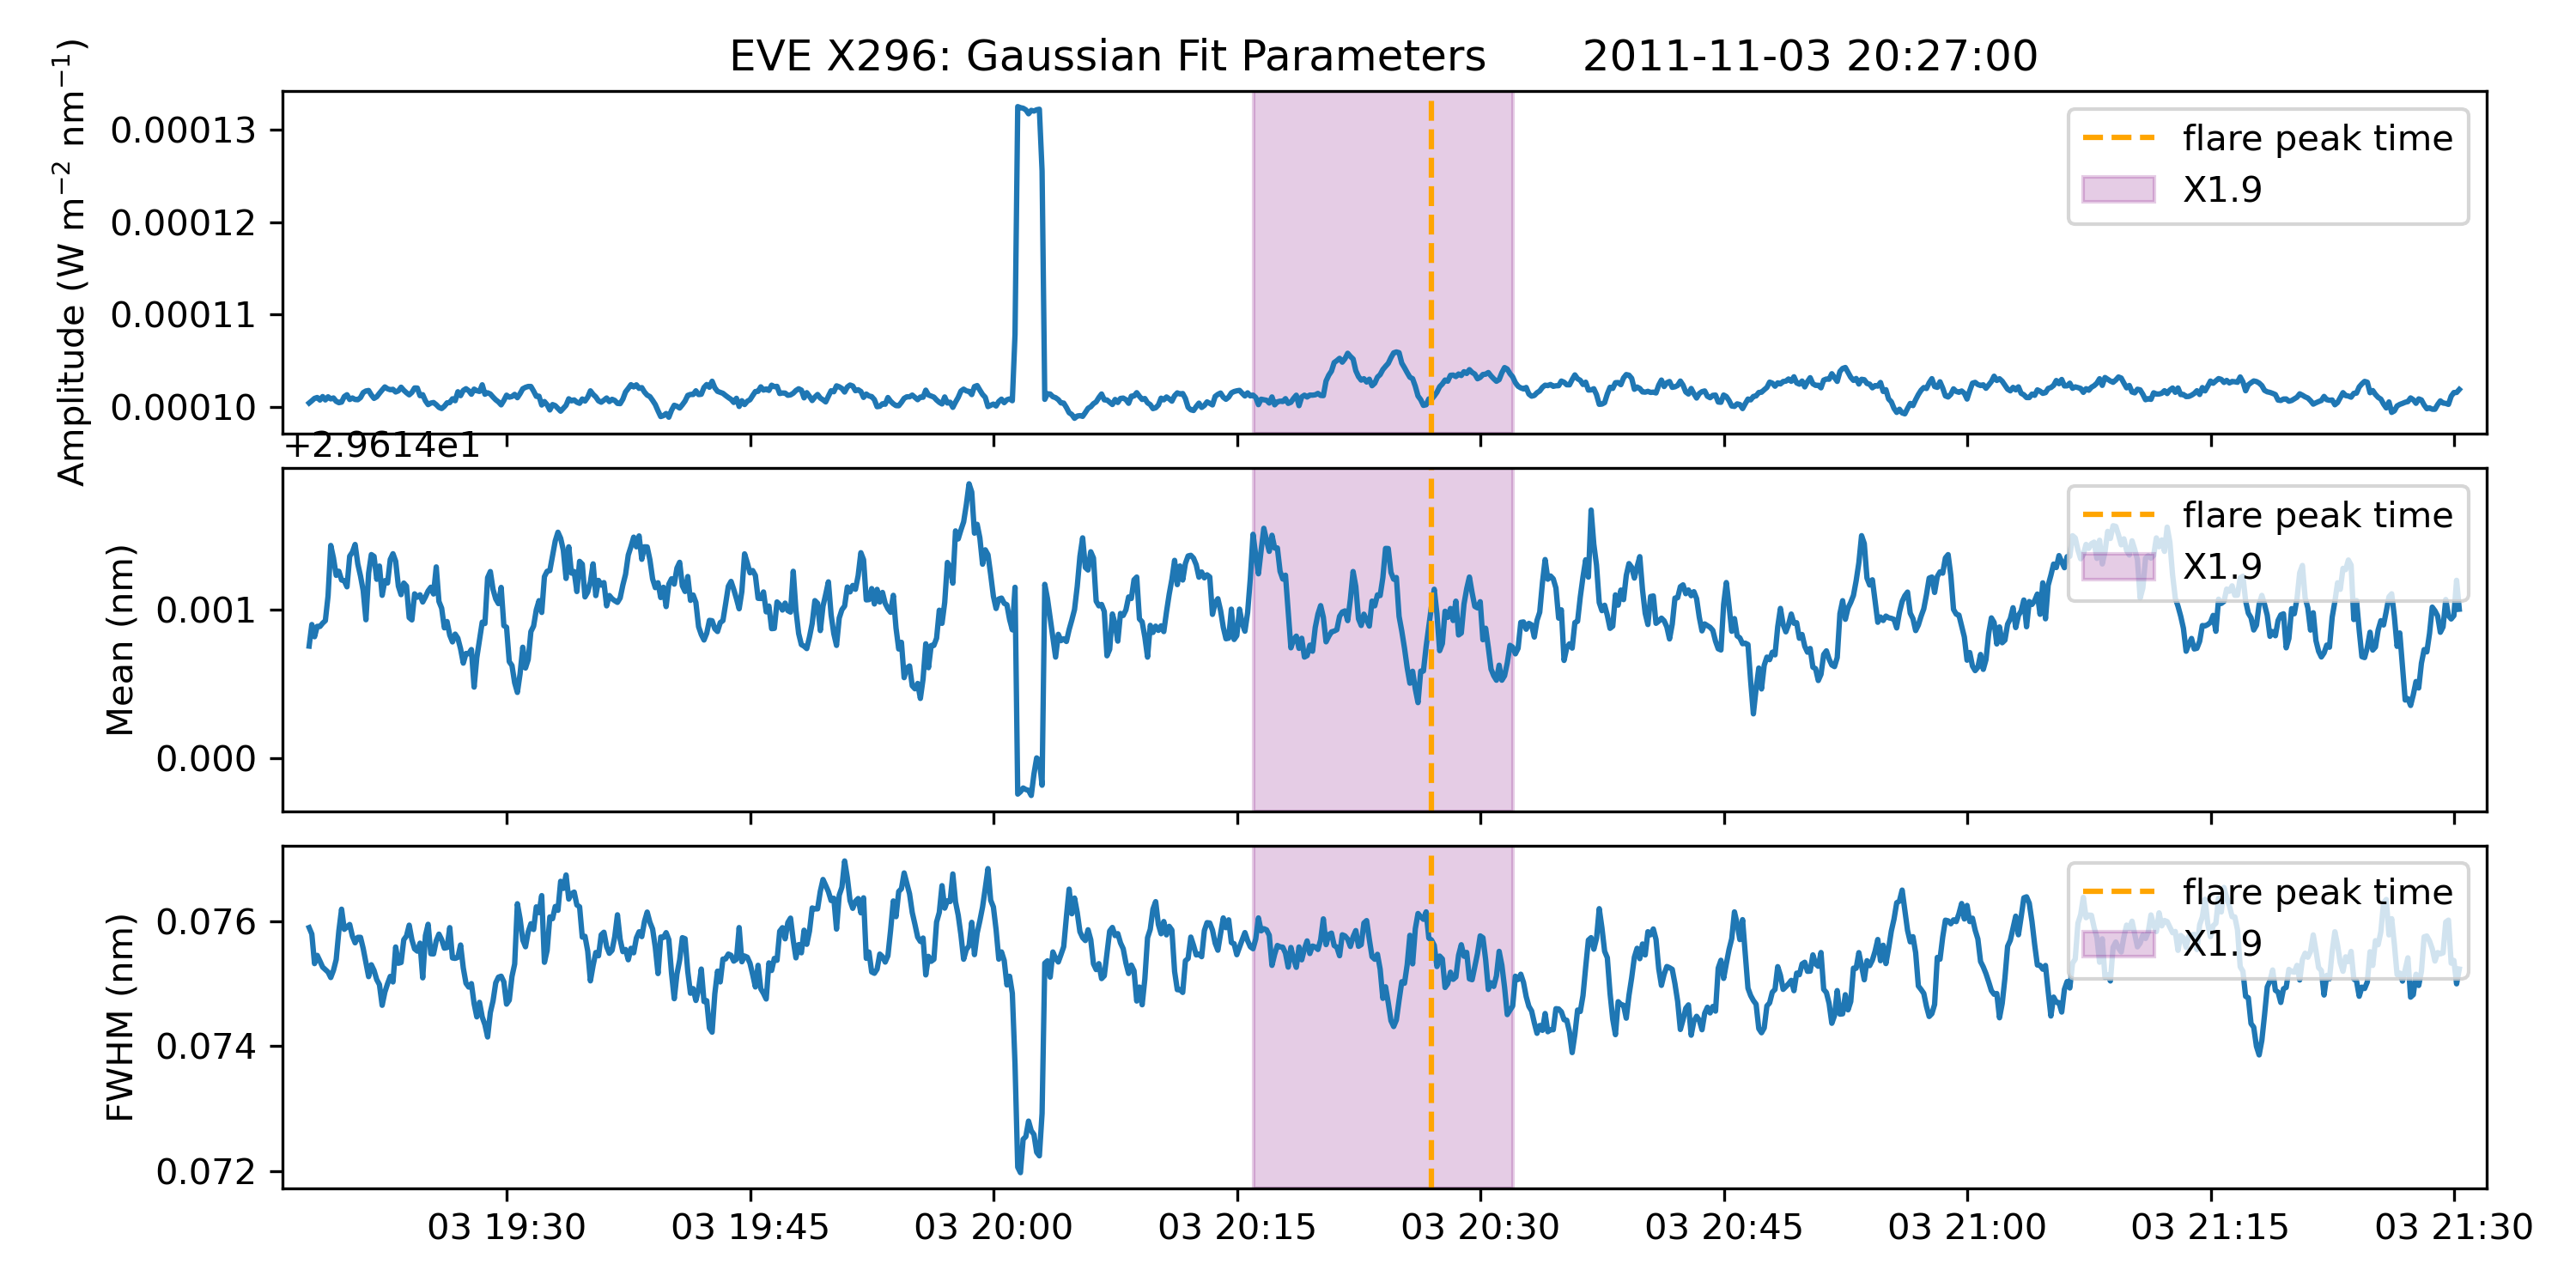 EVE X296: Gaussian Fit Parameters 2011-11-03 20:27:00
Amplitude (W m⁻² nm⁻¹)
0.00013
0.00012
0.00011
0.00010
flare peak time
X1.9
+2.9614e1
Mean (nm)
0.001
0.000
flare peak time
X1.9
FWHM (nm)
0.076
0.074
0.072
flare peak time
X1.9
03 19:30 03 19:45 03 20:00 03 20:15 03 20:30 03 20:45 03 21:00 03 21:15 03 21:30